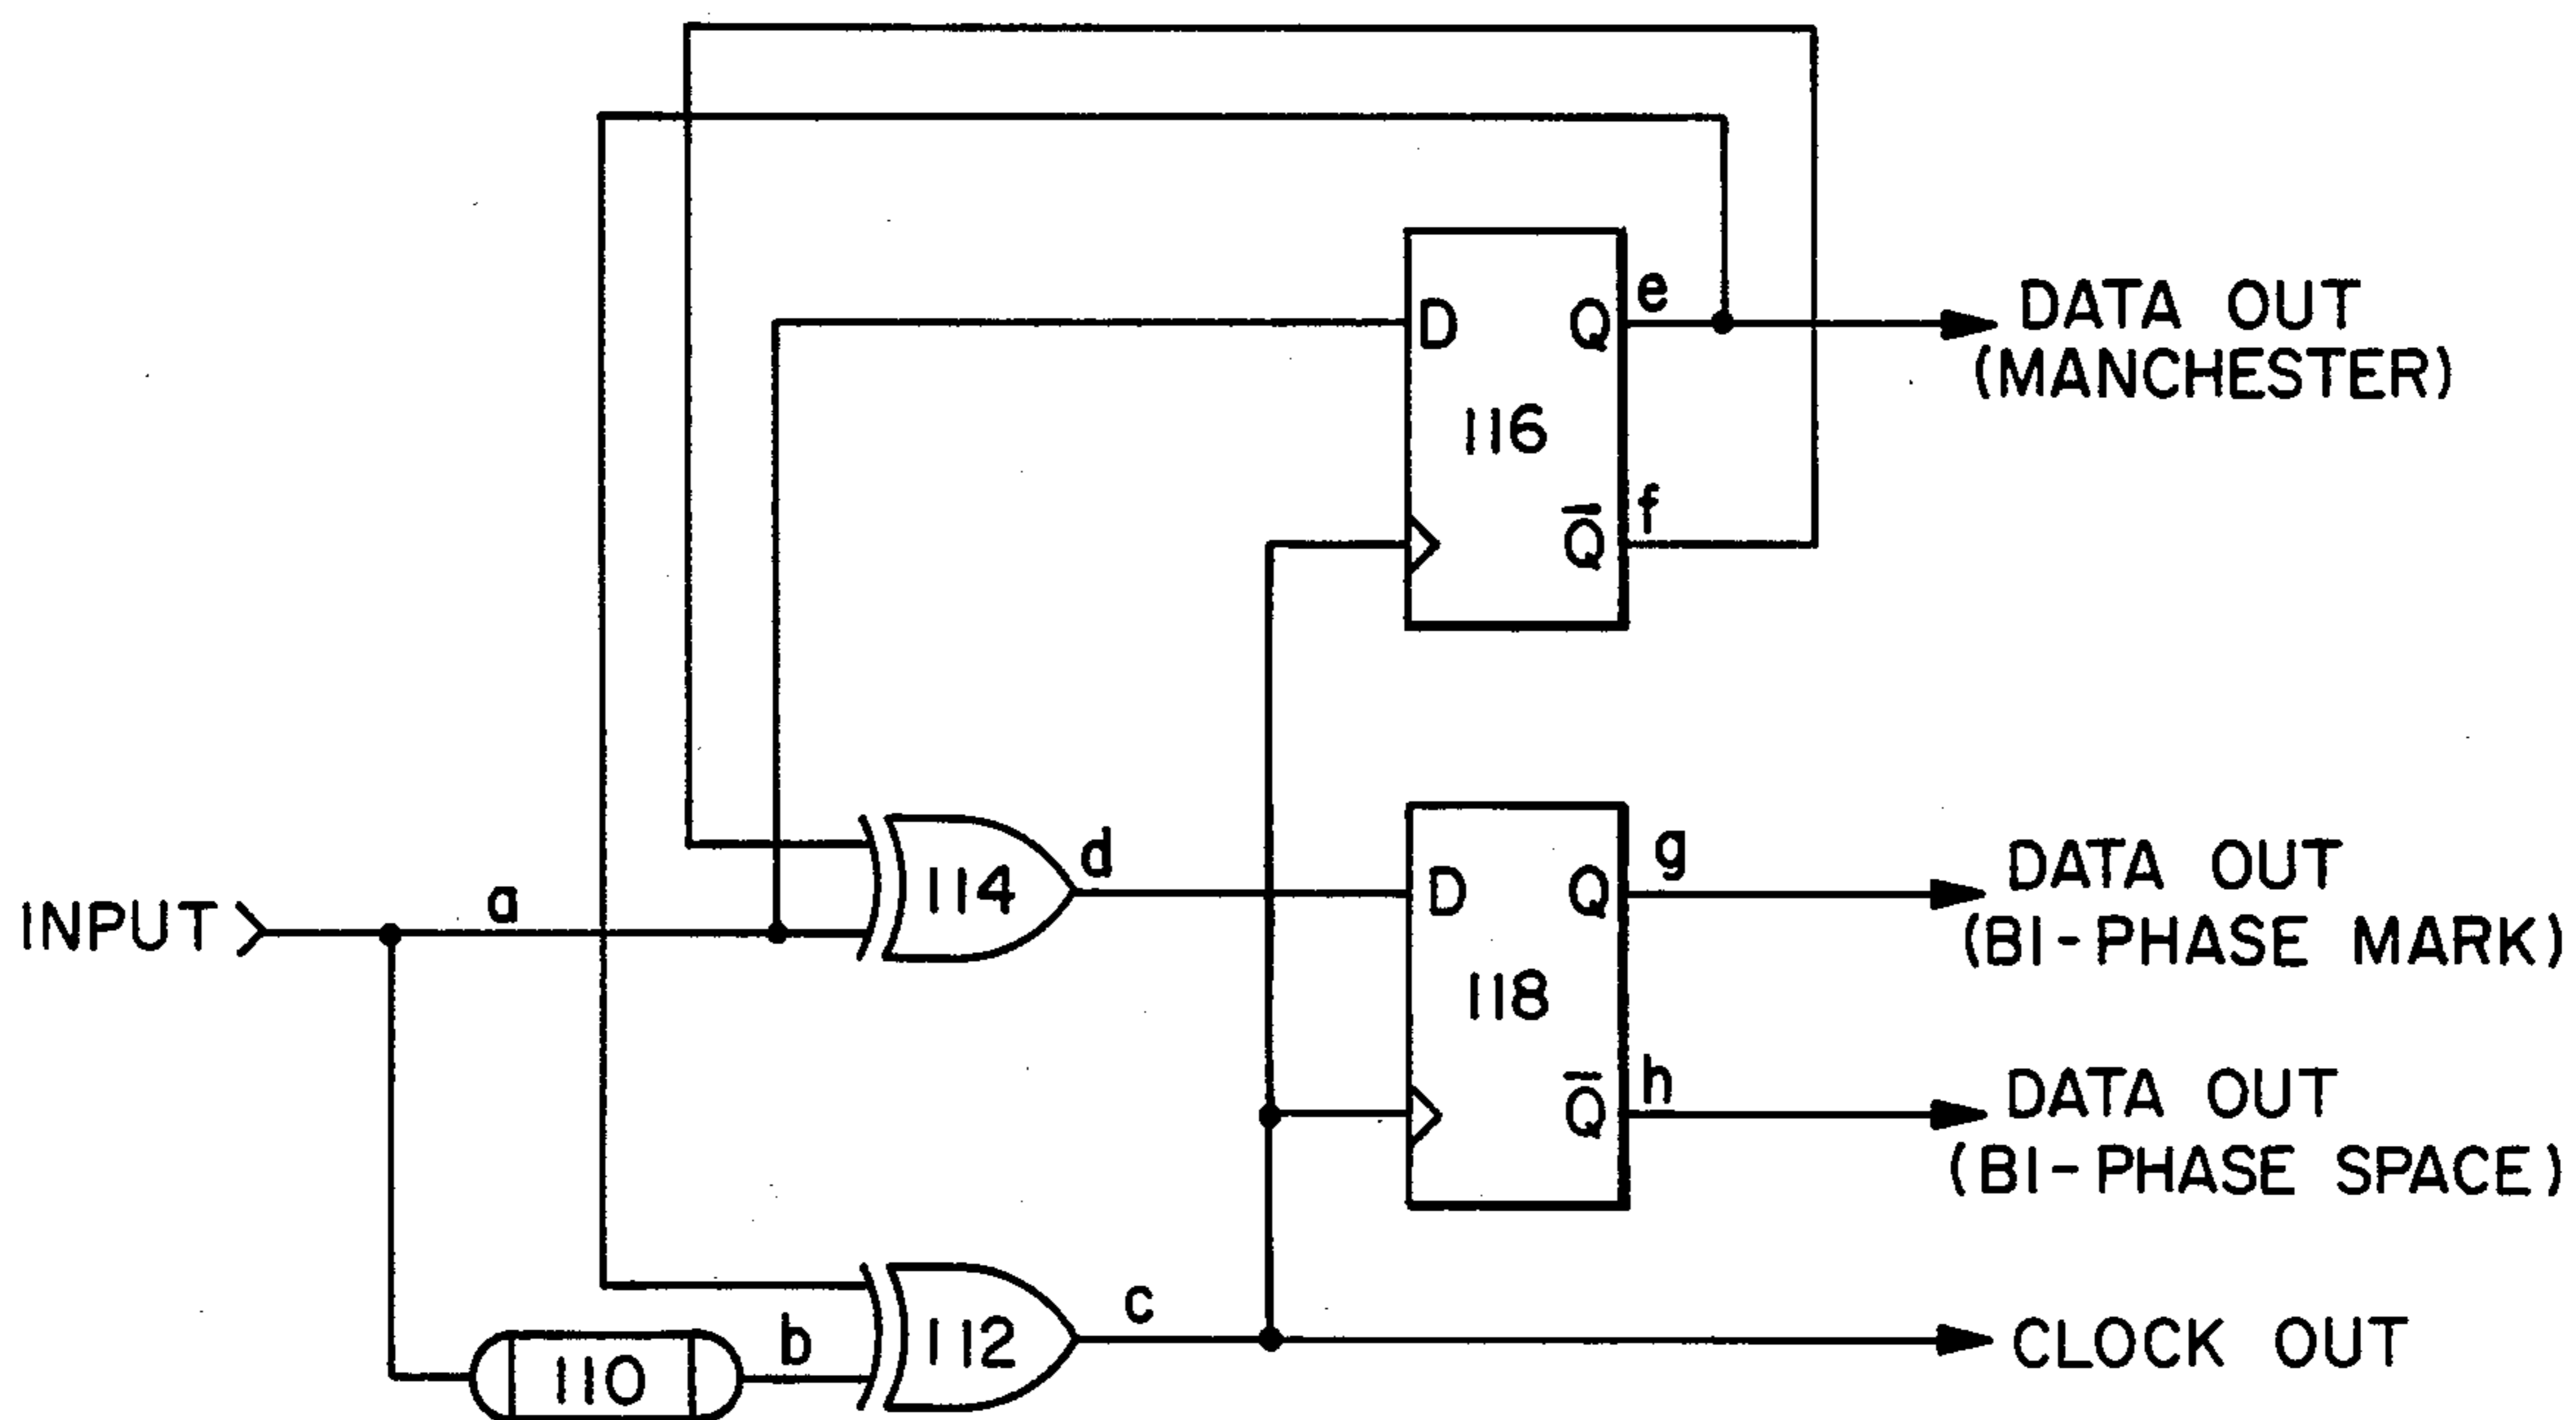 e
DATA OUT
(MANCHESTER)
D
Q
116
f
Q̅
d
g
DATA OUT
(BI-PHASE MARK)
114
D
Q
INPUT
a
118
h
Q̅
DATA OUT
(BI-PHASE SPACE)
c
CLOCK OUT
112
b
110